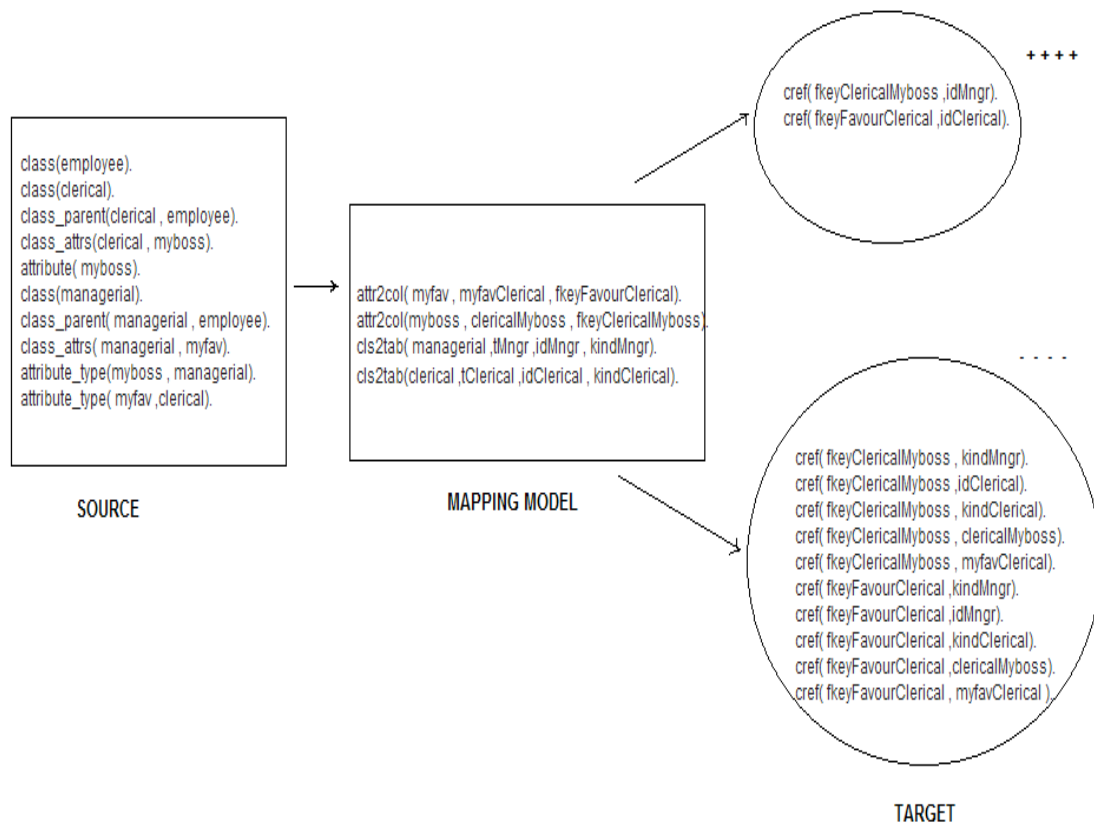 class(employee).
class(clerical).
class_parent(clerical , employee).
class_attrs(clerical , myboss).
attribute( myboss).
class(managerial).
class_parent( managerial , employee).
class_attrs( managerial , myfav).
attribute_type(myboss , managerial).
attribute_type( myfav ,clerical).
SOURCE
attr2col( myfav , myfavClerical , fkeyFavourClerical).
attr2col(myboss , clericalMyboss , fkeyClericalMyboss).
cls2tab( managerial ,tMngr ,idMngr , kindMngr).
cls2tab(clerical ,tClerical ,idClerical , kindClerical).
MAPPING MODEL
+ + + +
cref( fkeyClericalMyboss ,idMngr).
cref( fkeyFavourClerical ,idClerical).
- - - -
cref( fkeyClericalMyboss , kindMngr).
cref( fkeyClericalMyboss ,idClerical).
cref( fkeyClericalMyboss , kindClerical).
cref( fkeyClericalMyboss , clericalMyboss).
cref( fkeyClericalMyboss , myfavClerical).
cref( fkeyFavourClerical ,kindMngr).
cref( fkeyFavourClerical ,idMngr).
cref( fkeyFavourClerical ,kindClerical).
cref( fkeyFavourClerical ,clericalMyboss).
cref( fkeyFavourClerical , myfavClerical ).
TARGET